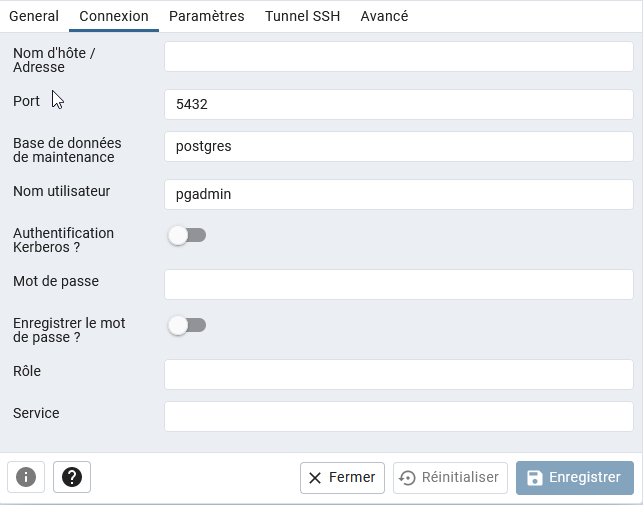 General Connexion Paramètres Tunnel SSH Avancé
Nom d'hôte /
Adresse
Port 5432
Base de données
de maintenance postgres
Nom utilisateur pgadmin
Authentification
Kerberos ?
Mot de passe
Enregistrer le mot
de passe ?
Rôle
Service
Fermer Réinitialiser Enregistrer